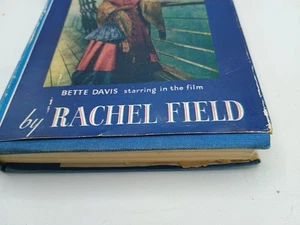 BETTE DAVIS starring in the film
by RACHEL FIELD